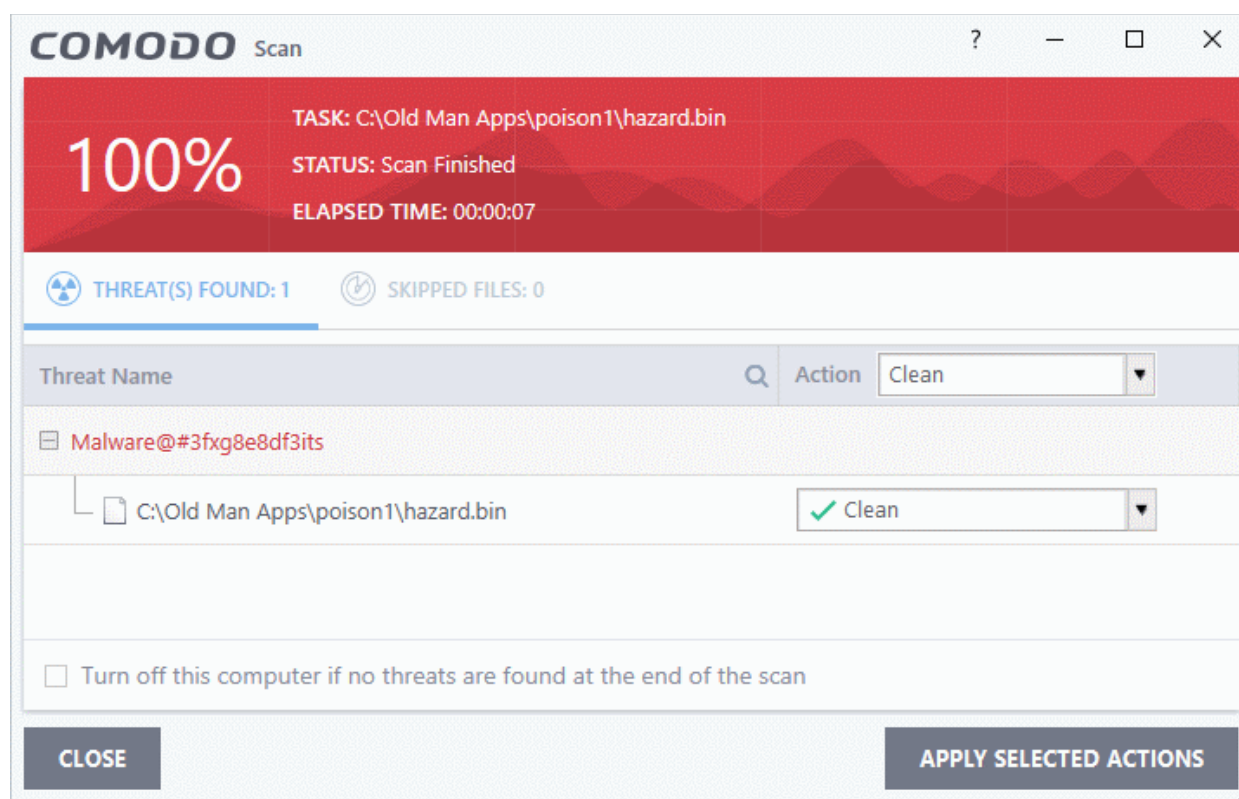 COMODO Scan
?
100%
TASK: C:\Old Man Apps\poison1\hazard.bin
STATUS: Scan Finished
ELAPSED TIME: 00:00:07
THREAT(S) FOUND: 1 SKIPPED FILES: 0
Threat Name Action Clean
Malware@#3fxg8e8df3its
C:\Old Man Apps\poison1\hazard.bin Clean
Turn off this computer if no threats are found at the end of the scan
CLOSE APPLY SELECTED ACTIONS